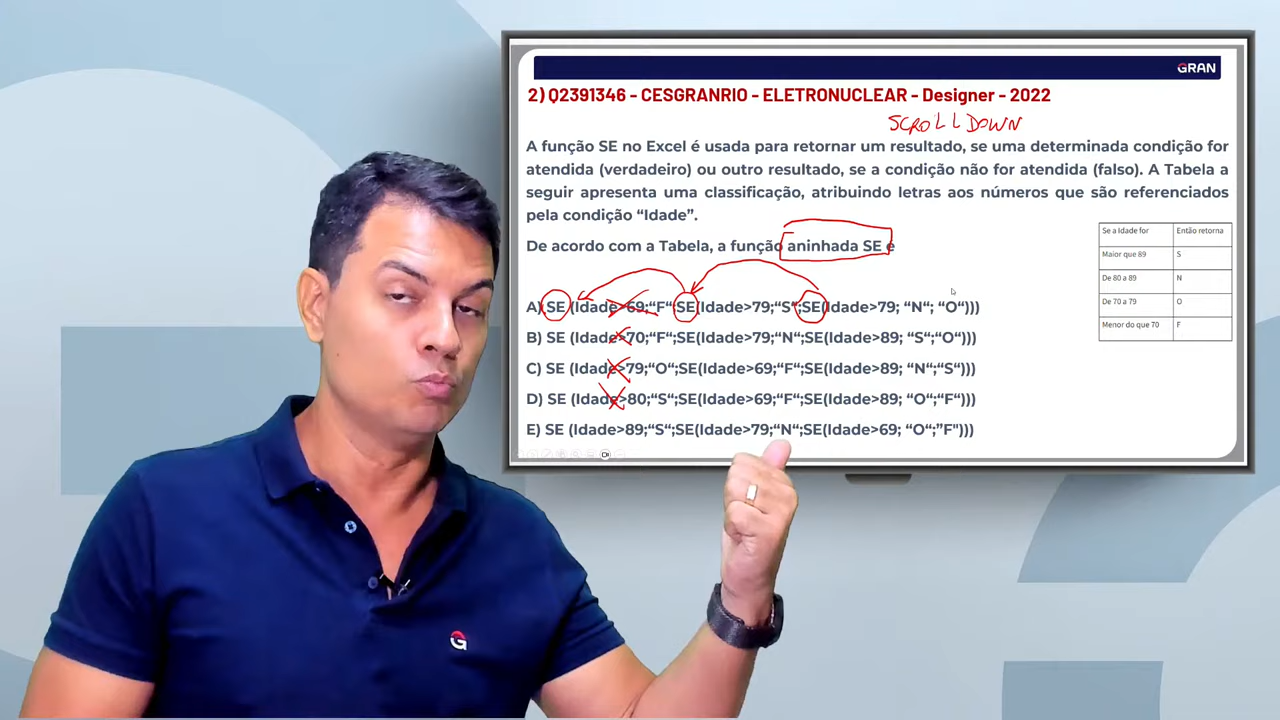 GRAN
2) Q2391346 - CESGRANRIO - ELETRONUCLEAR - Designer - 2022
SCROLL DOWN
A função SE no Excel é usada para retornar um resultado, se uma determinada condição for
atendida (verdadeiro) ou outro resultado, se a condição não for atendida (falso). A Tabela a
seguir apresenta uma classificação, atribuindo letras aos números que são referenciados
pela condição “Idade”.
De acordo com a Tabela, a função aninhada SE é
A) SE (Idade>69;“F“;SE(Idade>79;“S“;SE(Idade>79; “N“; “O“)))
B) SE (Idade>70;“F“;SE(Idade>79;“N“;SE(Idade>89; “S“;“O“)))
C) SE (Idade>79;“O“;SE(Idade>69;“F“;SE(Idade>89; “N“;“S“)))
D) SE (Idade>80;“S“;SE(Idade>69;“F“;SE(Idade>89; “O“;“F“)))
E) SE (Idade>89;“S“;SE(Idade>79;“N“;SE(Idade>69; “O“;”F“)))
Se a Idade for Então retorna
Maior que 89 S
De 80 a 89 N
De 70 a 79 O
Menor do que 70 F
G